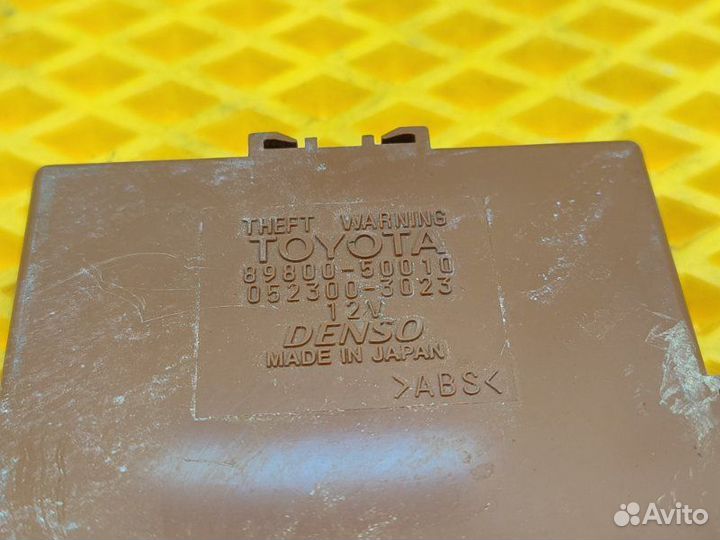 THEFT WARNING
TOYOTA
89800-50010
052300-3023
12V
DENSO
MADE IN JAPAN
>ABS<
Avito